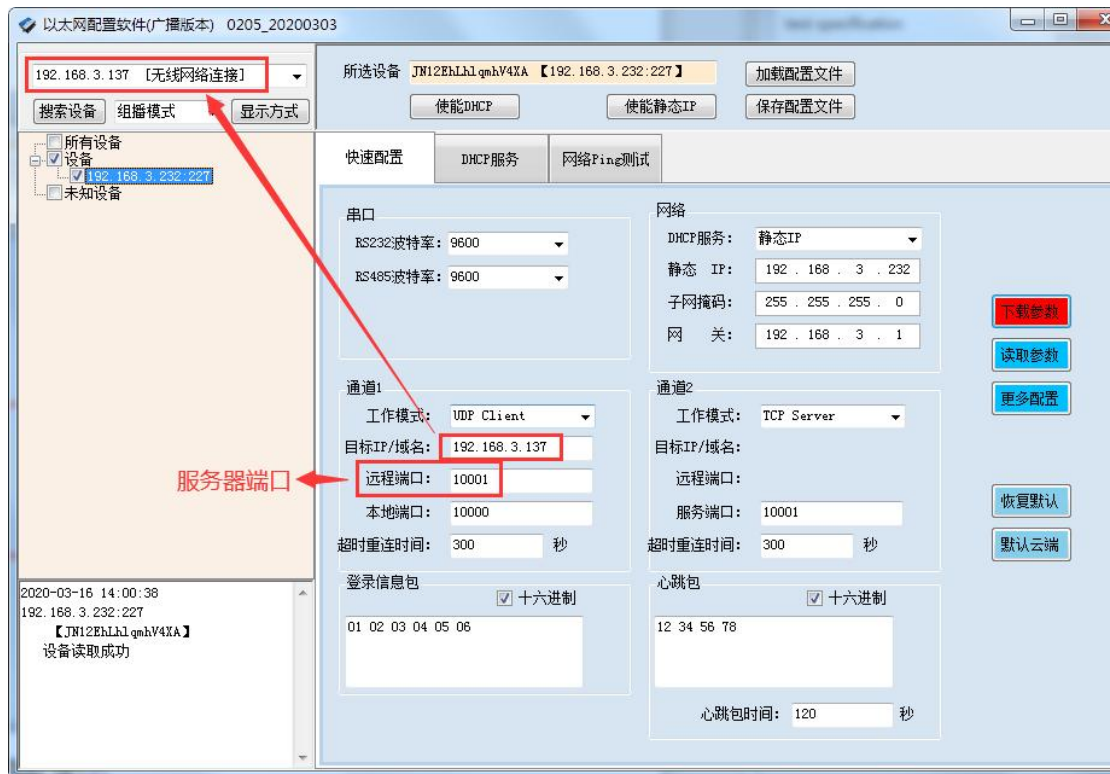 以太网配置软件(广播版本) 0205_20200303
192.168.3.137 [无线网络连接]
搜索设备 组播模式 显示方式
所有设备
设备
192.168.3.232:227
未知设备
所选设备 JN12EhLhlqmhV4XA 【192.168.3.232:227】 加载配置文件
使能DHCP 使能静态IP 保存配置文件
快速配置 DHCP服务 网络Ping测试
串口
RS232波特率: 9600
RS485波特率: 9600
网络
DHCP服务: 静态IP
静态 IP: 192 . 168 . 3 . 232
子网掩码: 255 . 255 . 255 . 0
网 关: 192 . 168 . 3 . 1
下载参数
读取参数
更多配置
通道1
工作模式: UDP Client
目标IP/域名: 192.168.3.137
远程端口: 10001
服务器端口
本地端口: 10000
超时重连时间: 300 秒
通道2
工作模式: TCP Server
目标IP/域名:
远程端口:
服务端口: 10001
超时重连时间: 300 秒
恢复默认
默认云端
登录信息包
十六进制
01 02 03 04 05 06
心跳包
十六进制
12 34 56 78
心跳包时间: 120 秒
2020-03-16 14:00:38
192.168.3.232:227
【JN12EhLhlqmhV4XA】
设备读取成功